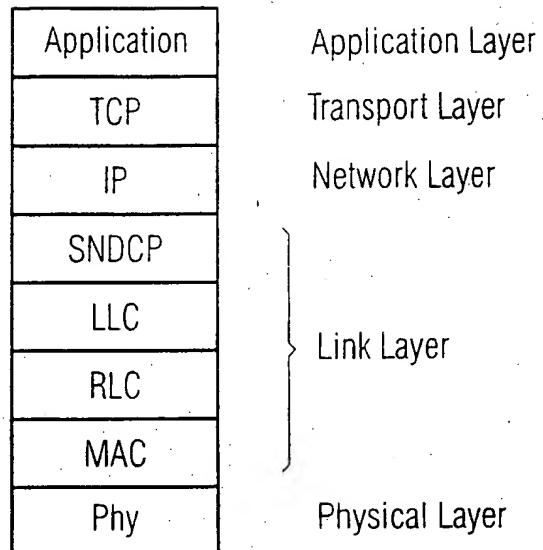 Application Application Layer
TCP Transport Layer
IP Network Layer
SNDCP
LLC
Link Layer
RLC
MAC
Phy Physical Layer